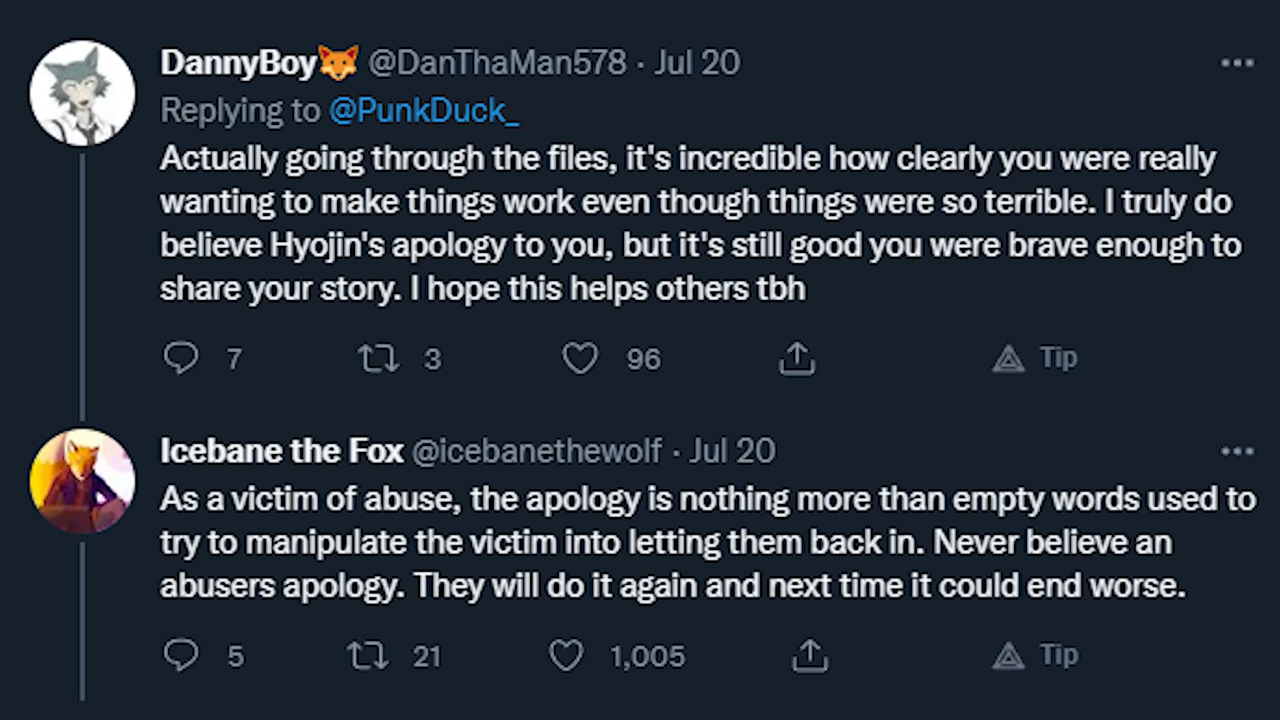 DannyBoy🦊 @DanThaMan578 · Jul 20
Replying to @PunkDuck_
Actually going through the files, it's incredible how clearly you were really
wanting to make things work even though things were so terrible. I truly do
believe Hyojin's apology to you, but it's still good you were brave enough to
share your story. I hope this helps others tbh
7 3 96 Tip
Icebane the Fox @icebanethewolf · Jul 20
As a victim of abuse, the apology is nothing more than empty words used to
try to manipulate the victim into letting them back in. Never believe an
abusers apology. They will do it again and next time it could end worse.
5 21 1,005 Tip